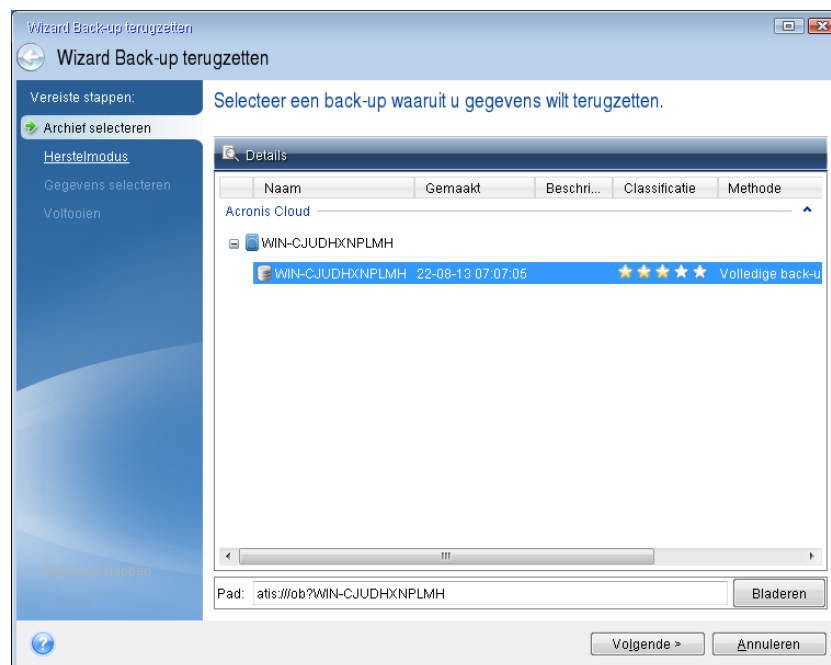 Wizard Back-up terugzetten
Wizard Back-up terugzetten
Vereiste stappen:
Archief selecteren
Herstelmodus
Gegevens selecteren
Voltooien
Selecteer een back-up waaruit u gegevens wilt terugzetten.
Details
Naam Gemaakt Beschri... Classificatie Methode
Acronis Cloud
WIN-CJUDHXNPLMH
WIN-CJUDHXNPLMH 22-08-13 07:07:05 Volledige back-u
stappen:
Pad: atis:///ob?WIN-CJUDHXNPLMH Bladeren
Volgende > Annuleren